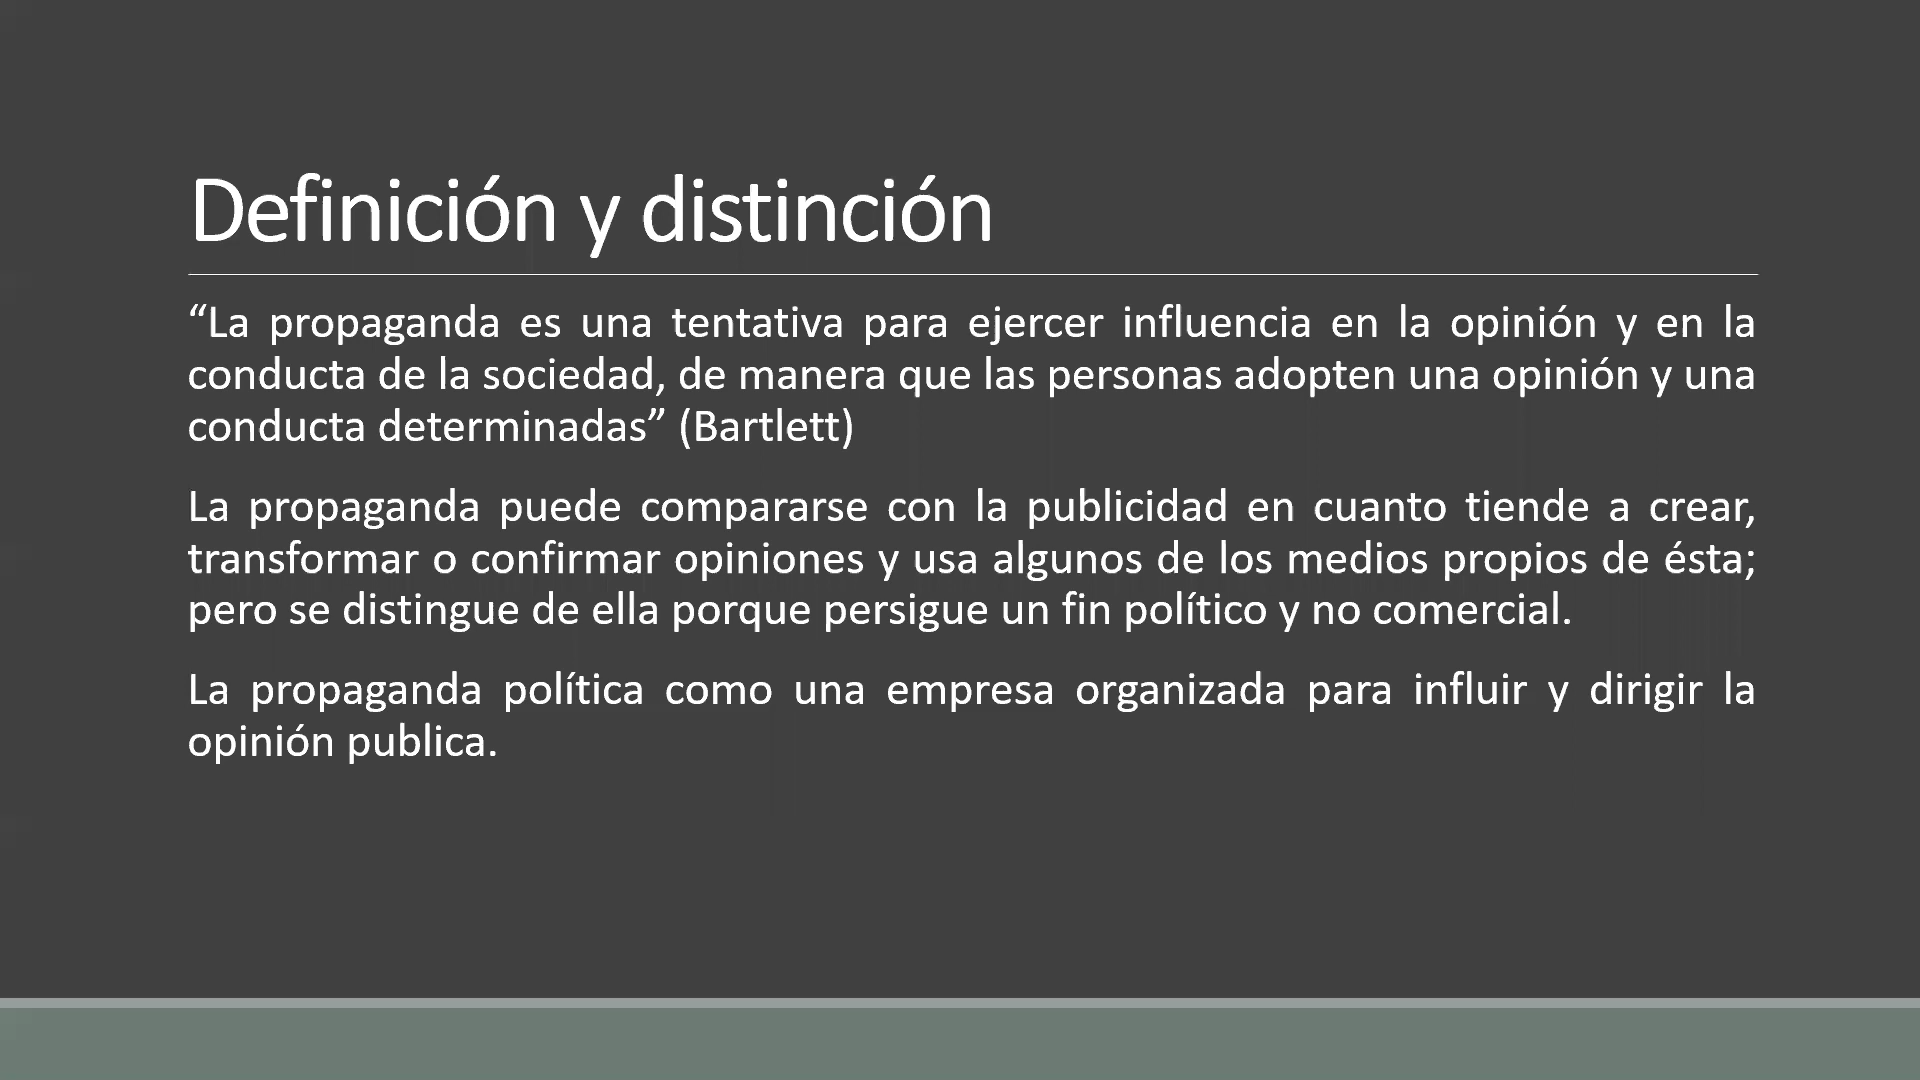 Definición y distinción
“La propaganda es una tentativa para ejercer influencia en la opinión y en la
conducta de la sociedad, de manera que las personas adopten una opinión y una
conducta determinadas” (Bartlett)
La propaganda puede compararse con la publicidad en cuanto tiende a crear,
transformar o confirmar opiniones y usa algunos de los medios propios de ésta;
pero se distingue de ella porque persigue un fin político y no comercial.
La propaganda política como una empresa organizada para influir y dirigir la
opinión publica.